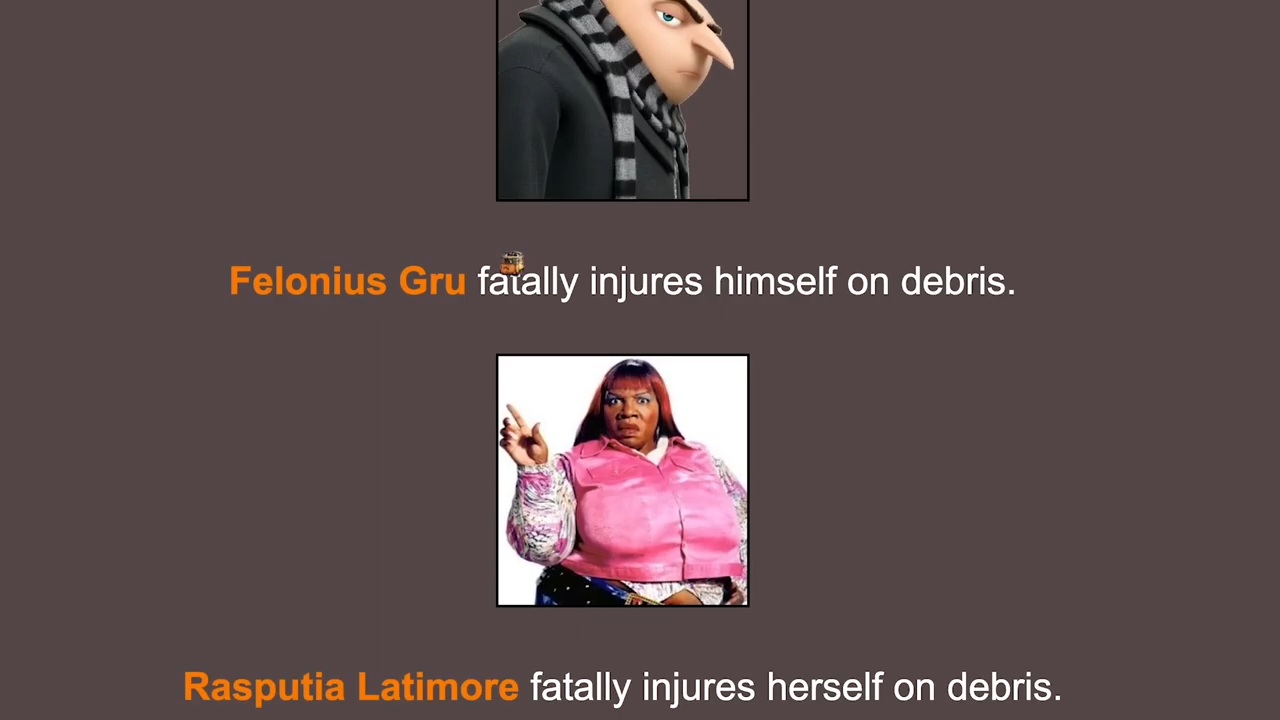 Felonius Gru fatally injures himself on debris.
Rasputia Latimore fatally injures herself on debris.